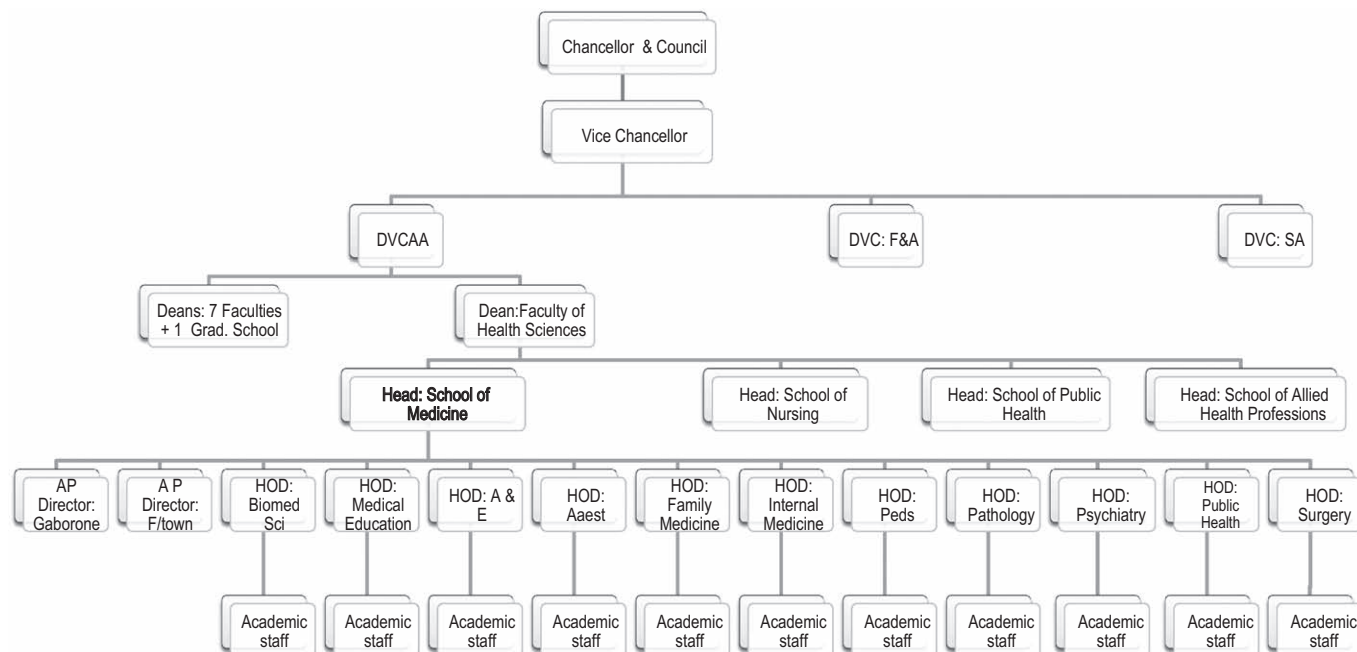 Chancellor & Council
Vice Chancellor
DVCAA
DVC: F&A
DVC: SA
Deans: 7 Faculties
+ 1 Grad. School
Dean:Faculty of
Health Sciences
Head: School of
Medicine
Head: School of
Nursing
Head: School of Public
Health
Head: School of Allied
Health Professions
AP
Director:
Gaborone
A P
Director:
F/town
HOD:
Biomed
Sci
HOD:
Medical
Education
HOD: A &
E
HOD:
Aaest
HOD:
Family
Medicine
HOD:
Internal
Medicine
HOD:
Peds
HOD:
Pathology
HOD:
Psychiatry
HOD:
Public
Health
HOD:
Surgery
Academic
staff
Academic
staff
Academic
staff
Academic
staff
Academic
staff
Academic
staff
Academic
staff
Academic
staff
Academic
staff
Academic
staff
Academic
staff